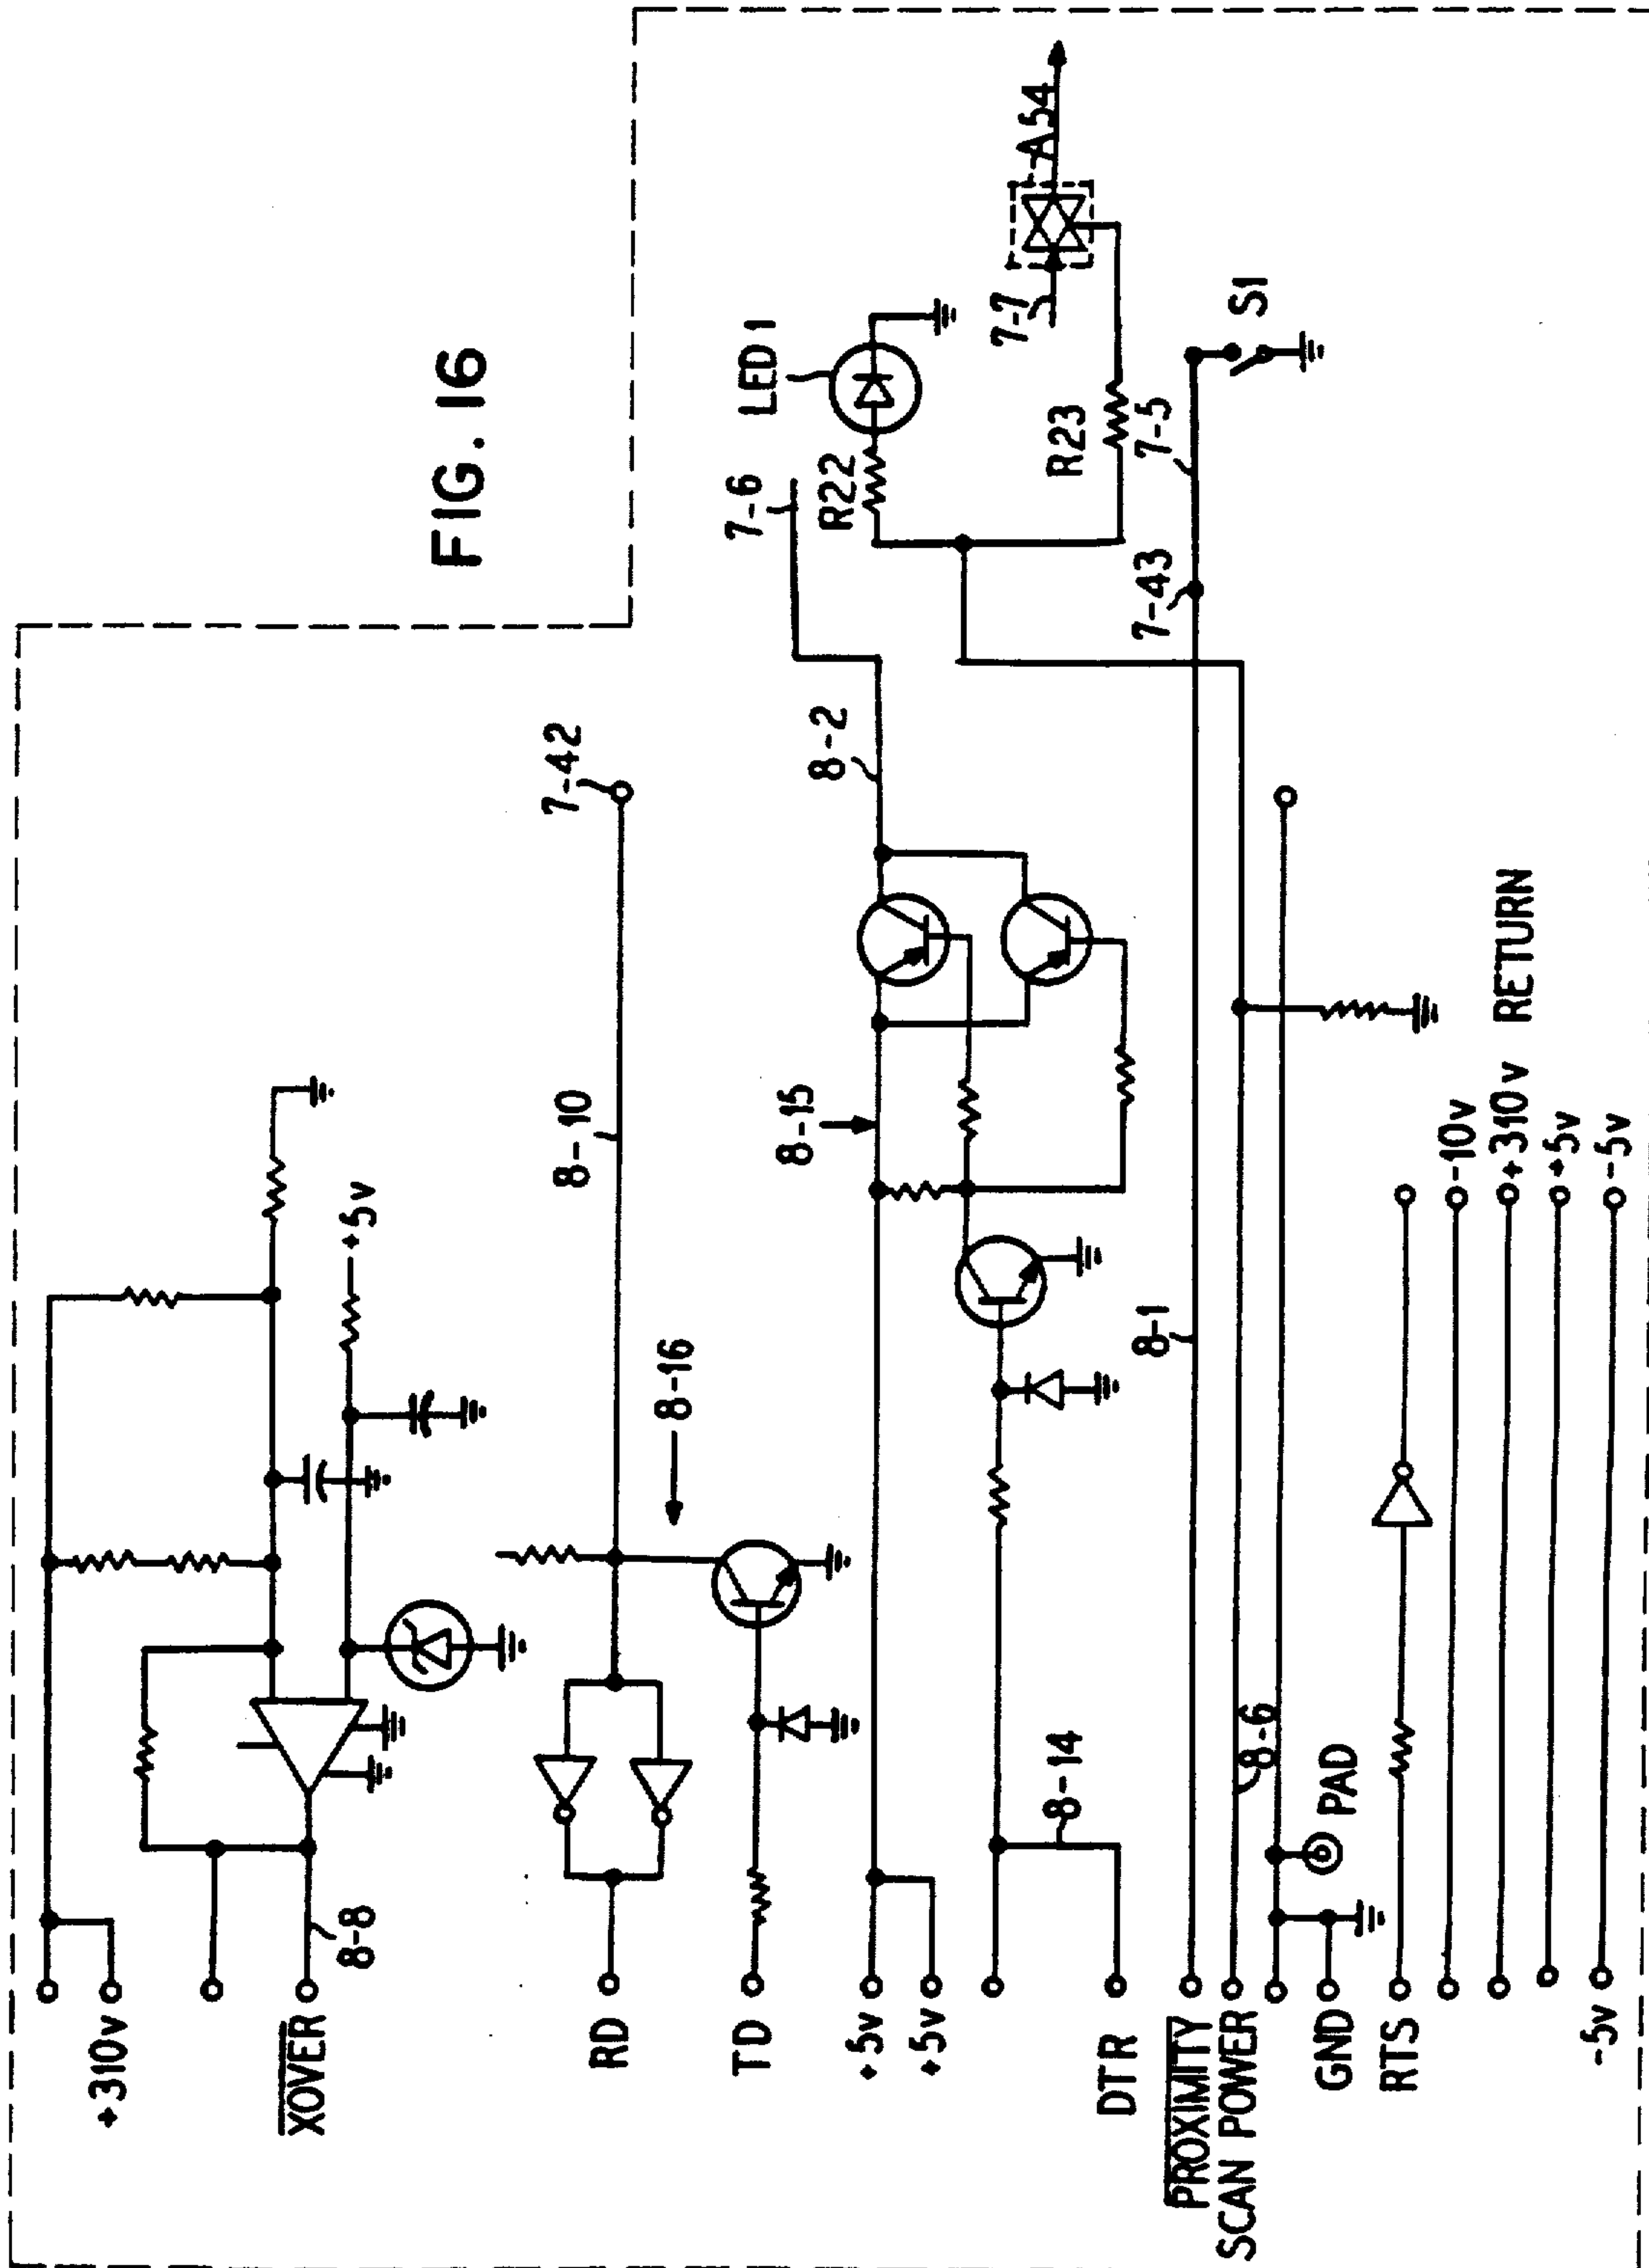 FIG. 16
+310v
XOVER
8-8
+5v
RD
8-10
7-42
8-16
TD
+5v
+5v
8-15
8-2
7-6
R22
LED 1
DTR
8-14
7-7
A54
R23
PROXIMITY
8-1
7-43
7-5
S1
SCAN POWER
8-6
PAD
GND
RTS
-10v
+310v RETURN
+5v
-5v
-5v